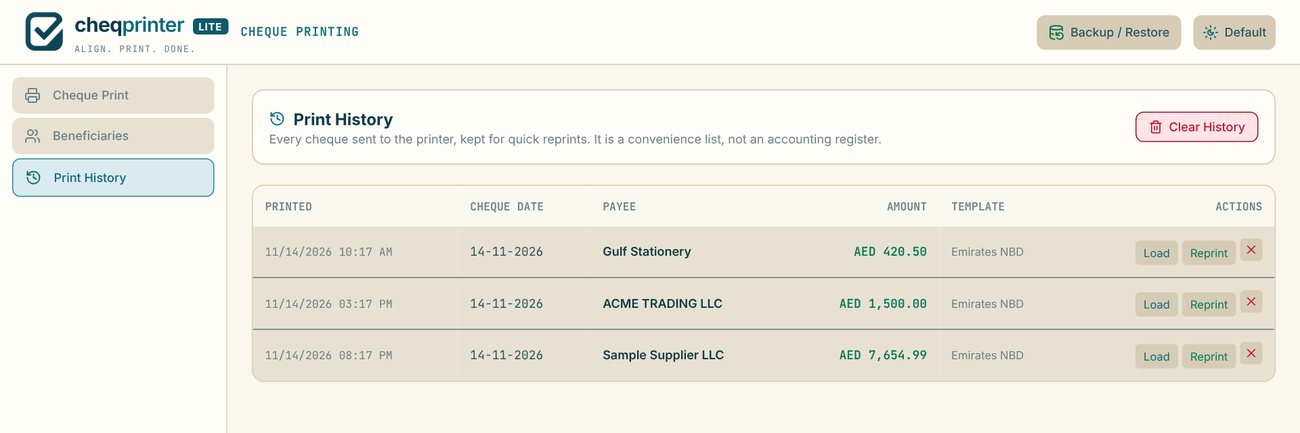 cheqprinter LITE CHEQUE PRINTING
ALIGN. PRINT. DONE.
Backup / Restore
Default
Cheque Print
Beneficiaries
Print History
Print History
Every cheque sent to the printer, kept for quick reprints. It is a convenience list, not an accounting register.
Clear History
PRINTED CHEQUE DATE PAYEE AMOUNT TEMPLATE ACTIONS
11/14/2026 10:17 AM 14-11-2026 Gulf Stationery AED 420.50 Emirates NBD Load Reprint
11/14/2026 03:17 PM 14-11-2026 ACME TRADING LLC AED 1,500.00 Emirates NBD Load Reprint
11/14/2026 08:17 PM 14-11-2026 Sample Supplier LLC AED 7,654.99 Emirates NBD Load Reprint